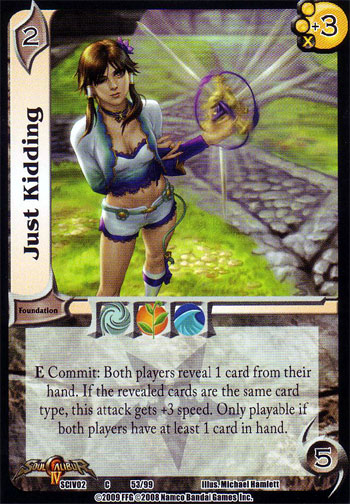 2
+3
X
Just Kidding
Foundation
E Commit: Both players reveal 1 card from their
hand. If the revealed cards are the same card
type, this attack gets +3 speed. Only playable if
both players have at least 1 card in hand.
5
SOULCALIBUR
IV
SCIV02 C 53/99 Illus. Michael Hamlett
©2009 FFG ©2008 Namco Bandai Games Inc.